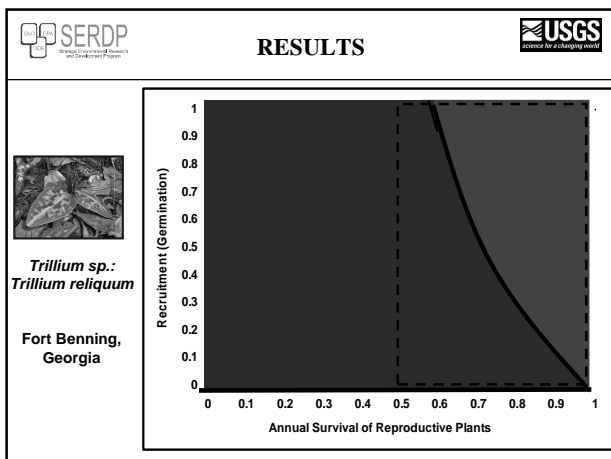 DoD
EPA
DOE
SERDP
Strategic Environmental Research
and Development Program
RESULTS
USGS
science for a changing world
Trillium sp.:
Trillium reliquum
Fort Benning,
Georgia
Recruitment (Germination)
1
0.9
0.8
0.7
0.6
0.5
0.4
0.3
0.2
0.1
0
0 0.1 0.2 0.3 0.4 0.5 0.6 0.7 0.8 0.9 1
Annual Survival of Reproductive Plants